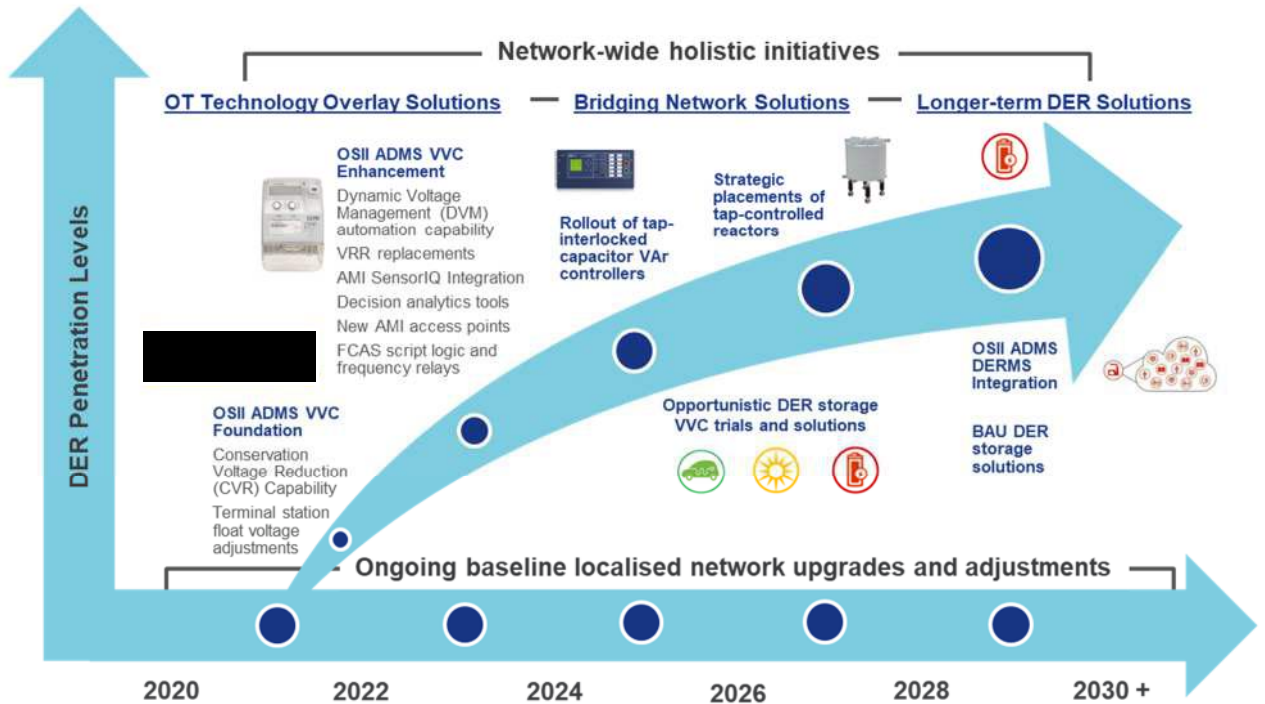 Network-wide holistic initiatives
OT Technology Overlay Solutions
Bridging Network Solutions
Longer-term DER Solutions
DER Penetration Levels
OSII ADMS VVC
Enhancement
Dynamic Voltage
Management (DVM)
automation capability
VRR replacements
AMI SensorIQ Integration
Decision analytics tools
New AMI access points
FCAS script logic and
frequency relays
OSII ADMS VVC
Foundation
Conservation
Voltage Reduction
(CVR) Capability
Terminal station
float voltage
adjustments
Rollout of tap-
interlocked
capacitor VAr
controllers
Strategic
placements of
tap-controlled
reactors
Opportunistic DER storage
VVC trials and solutions
OSII ADMS
DERMS
Integration
BAU DER
storage
solutions
Ongoing baseline localised network upgrades and adjustments
2020
2022
2024
2026
2028
2030 +